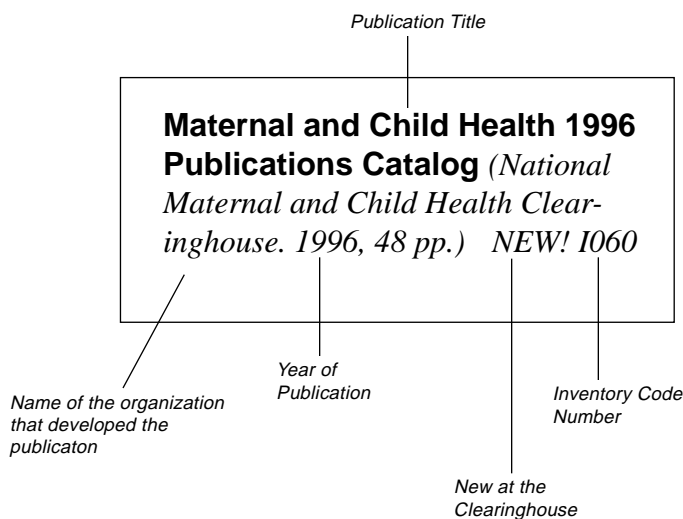 Publication Title
Maternal and Child Health 1996
Publications Catalog (National
Maternal and Child Health Clear-
inghouse. 1996, 48 pp.) NEW! I060
Name of the organization
that developed the
publicaton
Year of
Publication
Inventory Code
Number
New at the
Clearinghouse